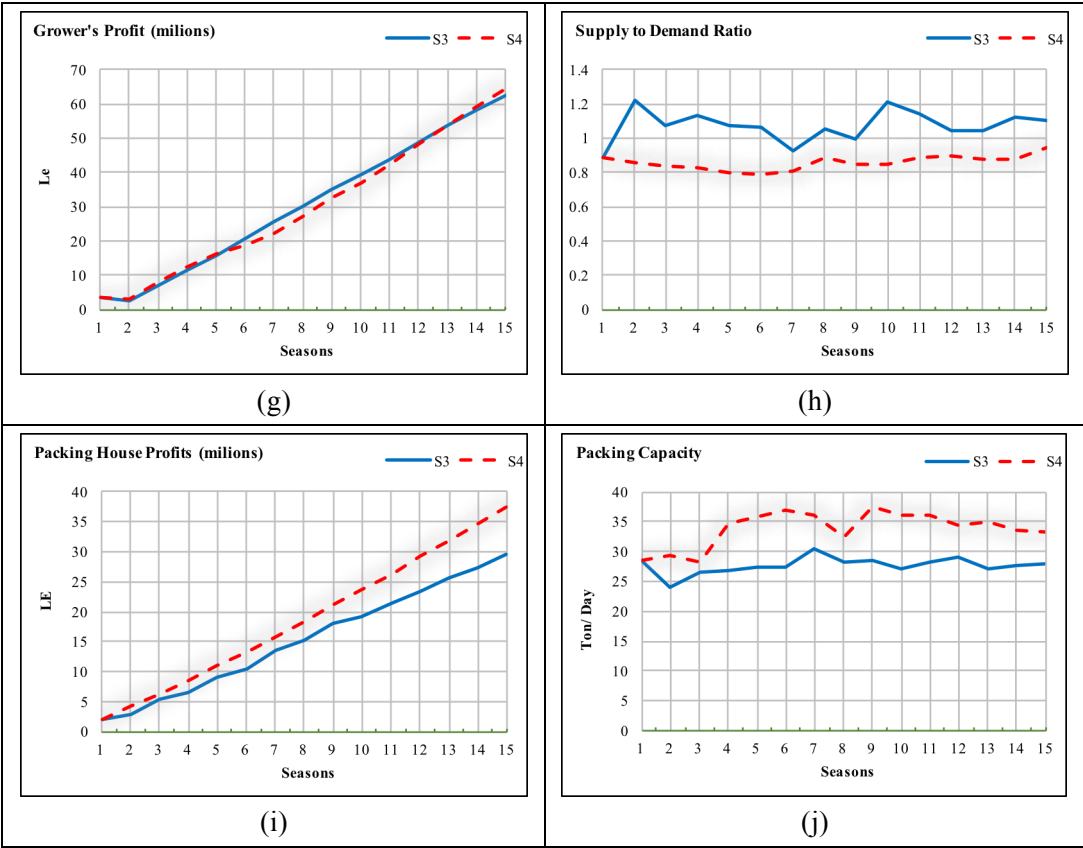 Grower's Profit (milions)
S3 S4
70
60
50
40
30
20
10
0
Le
1 2 3 4 5 6 7 8 9 10 11 12 13 14 15
Seasons
(g)
Supply to Demand Ratio
S3 S4
1.4
1.2
1
0.8
0.6
0.4
0.2
0
1 2 3 4 5 6 7 8 9 10 11 12 13 14 15
Seasons
(h)
Packing House Profits (milions)
S3 S4
40
35
30
25
20
15
10
5
0
LE
1 2 3 4 5 6 7 8 9 10 11 12 13 14 15
Seasons
(i)
Packing Capacity
S3 S4
40
35
30
25
20
15
10
5
0
Ton/ Day
1 2 3 4 5 6 7 8 9 10 11 12 13 14 15
Seasons
(j)